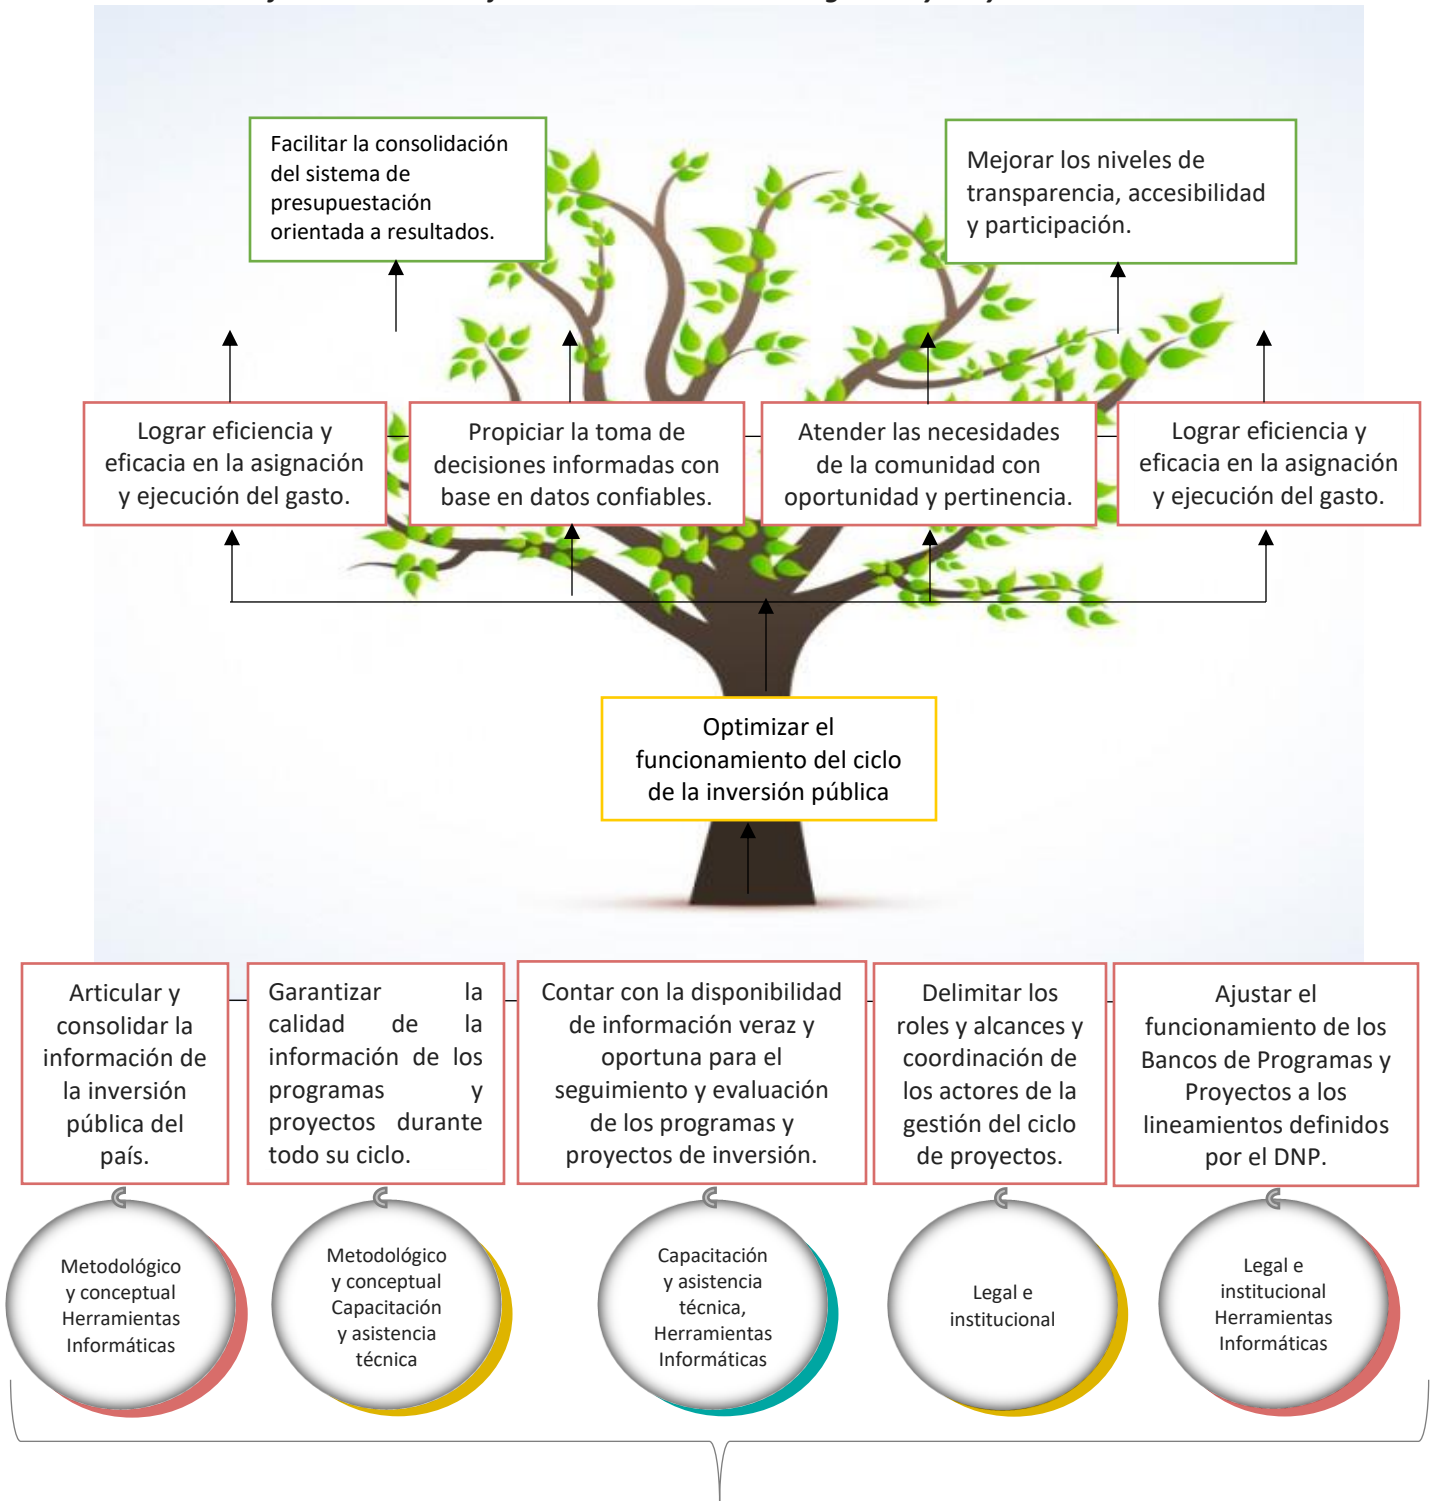 Facilitar la consolidación
del sistema de
presupuestación
orientada a resultados.
Mejorar los niveles de
transparencia, accesibilidad
y participación.
Lograr eficiencia y
eficacia en la asignación
y ejecución del gasto.
Propiciar la toma de
decisiones informadas con
base en datos confiables.
Atender las necesidades
de la comunidad con
oportunidad y pertinencia.
Lograr eficiencia y
eficacia en la asignación
y ejecución del gasto.
Optimizar el
funcionamiento del ciclo
de la inversión pública
Articular y
consolidar la
información de
la inversión
pública del
país.
Garantizar la
calidad de la
información de los
programas y
proyectos durante
todo su ciclo.
Contar con la disponibilidad
de información veraz y
oportuna para el
seguimiento y evaluación
de los programas y
proyectos de inversión.
Delimitar los
roles y alcances y
coordinación de
los actores de la
gestión del ciclo
de proyectos.
Ajustar el
funcionamiento de los
Bancos de Programas y
Proyectos a los
lineamientos definidos
por el DNP.
Metodológico
y conceptual
Herramientas
Informáticas
Metodológico
y conceptual
Capacitación
y asistencia
técnica
Capacitación
y asistencia
técnica,
Herramientas
Informáticas
Legal e
institucional
Legal e
institucional
Herramientas
Informáticas